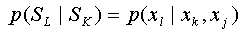 p(S_L | S_K) = p(x_l | x_k, x_j)